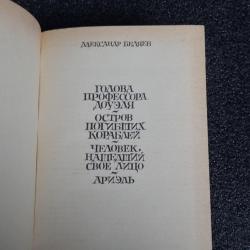 АЛЕКСАНДР БЕЛЯЕВ
ГОЛОВА
ПРОФЕССОРА
ДОУЭЛЯ
~
ОСТРОВ
ПОГИБШИХ
КОРАБЛЕЙ
~
ЧЕЛОВЕК,
НАШЕДШИЙ
СВОЕ ЛИЦО
~
АРИЭЛЬ